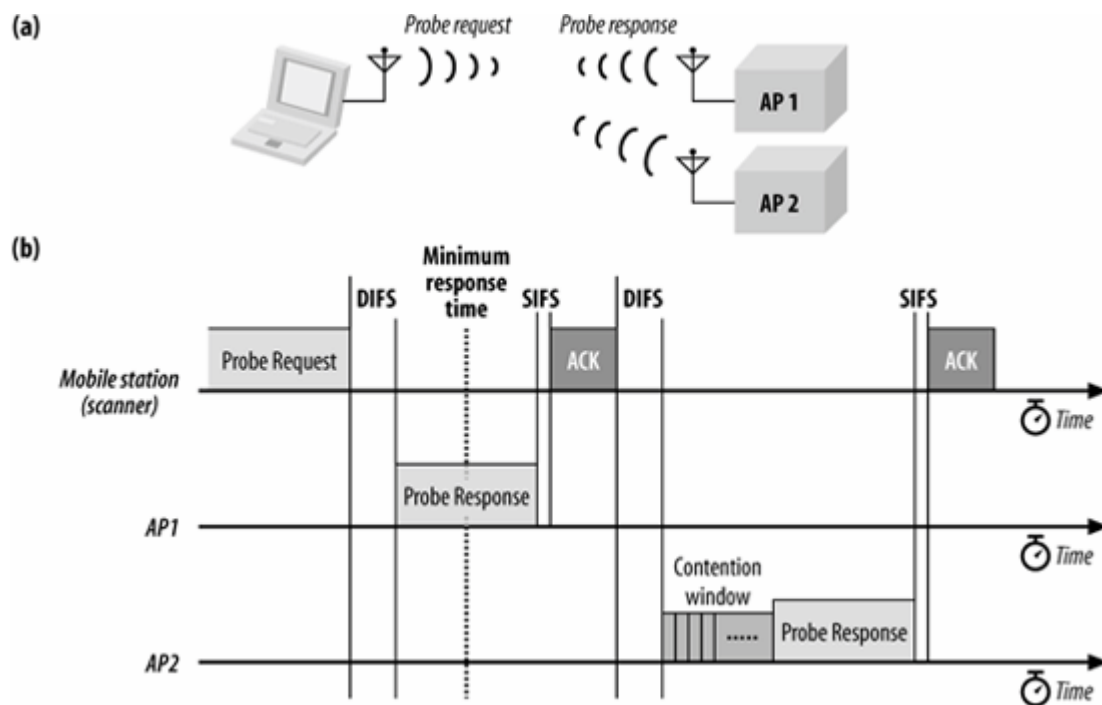 (a)
Probe request
Probe response
AP 1
AP 2
(b)
Minimum
response
time
DIFS
SIFS
DIFS
SIFS
Probe Request
ACK
ACK
Mobile station
(scanner)
Time
Probe Response
AP1
Time
Contention
window
.....
Probe Response
AP2
Time